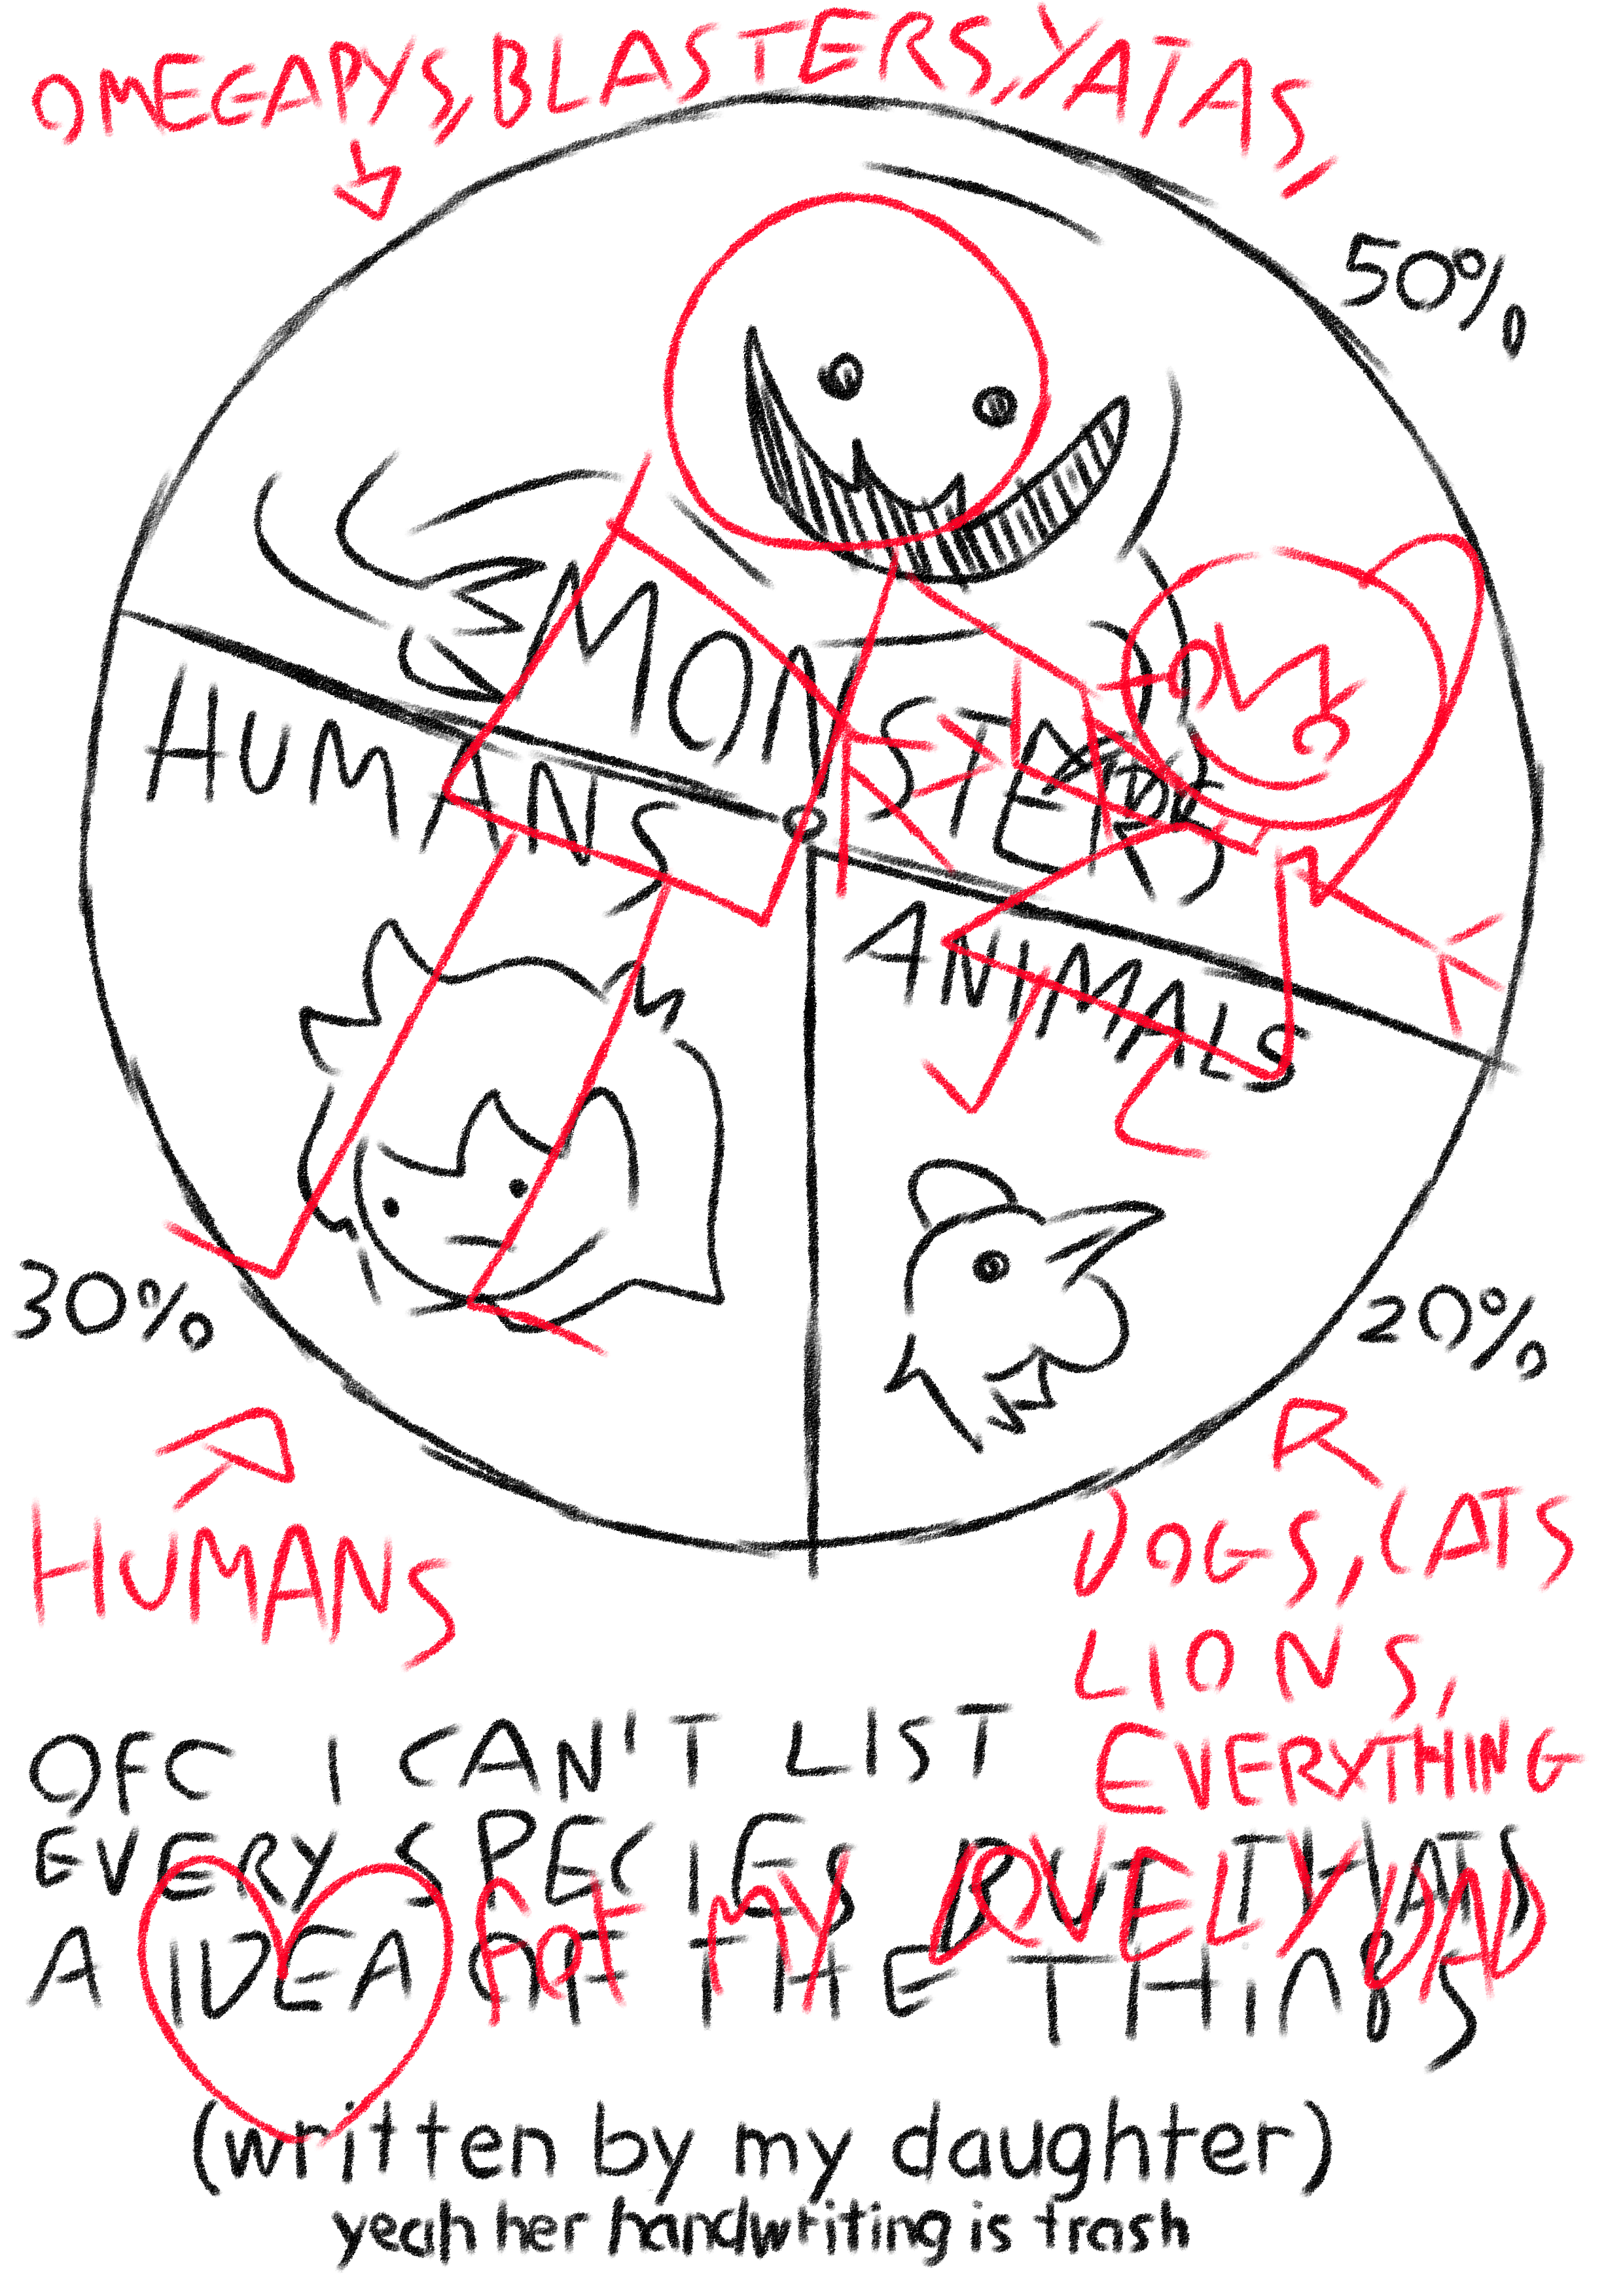 OMEGAPYS, BLASTERS, YATAS,
50%
MONSTERS
HUMANS
ANIMALS
30%
20%
HUMANS
DOGS, CATS
LIONS,
EVERYTHING
OFC I CAN'T LIST
EVERY SPECIES BUT THATS
A IDEA OF THE THINGS
FOT MY LOVELY DAD
(written by my daughter)
yeah her handwriting is trash